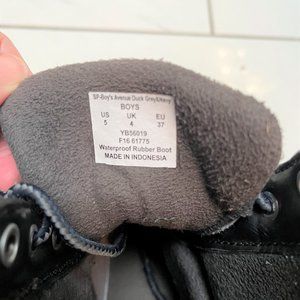 SP-Boy's Avenue Duck Grey/Navy
BOYS
US UK EU
5 4 37
YB56019
F16 61775
Waterproof Rubber Boot
MADE IN INDONESIA